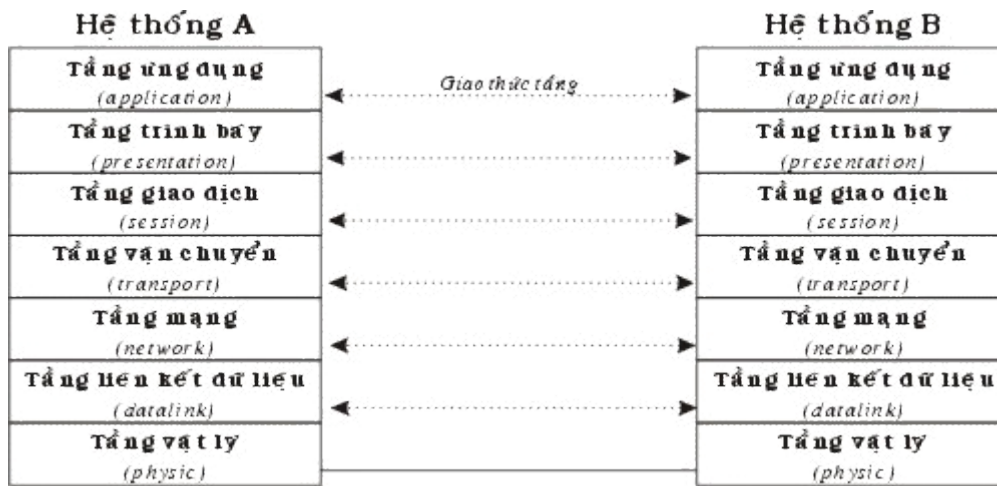 Hệ thống A
Hệ thống B
Tầng ứng dụng
(application)
Giao thức tầng
Tầng ứng dụng
(application)
Tầng trình bày
(presentation)
Tầng trình bày
(presentation)
Tầng giao dịch
(session)
Tầng giao dịch
(session)
Tầng vận chuyển
(transport)
Tầng vận chuyển
(transport)
Tầng mạng
(network)
Tầng mạng
(network)
Tầng liên kết dữ liệu
(datalink)
Tầng liên kết dữ liệu
(datalink)
Tầng vật lý
(physic)
Tầng vật lý
(physic)